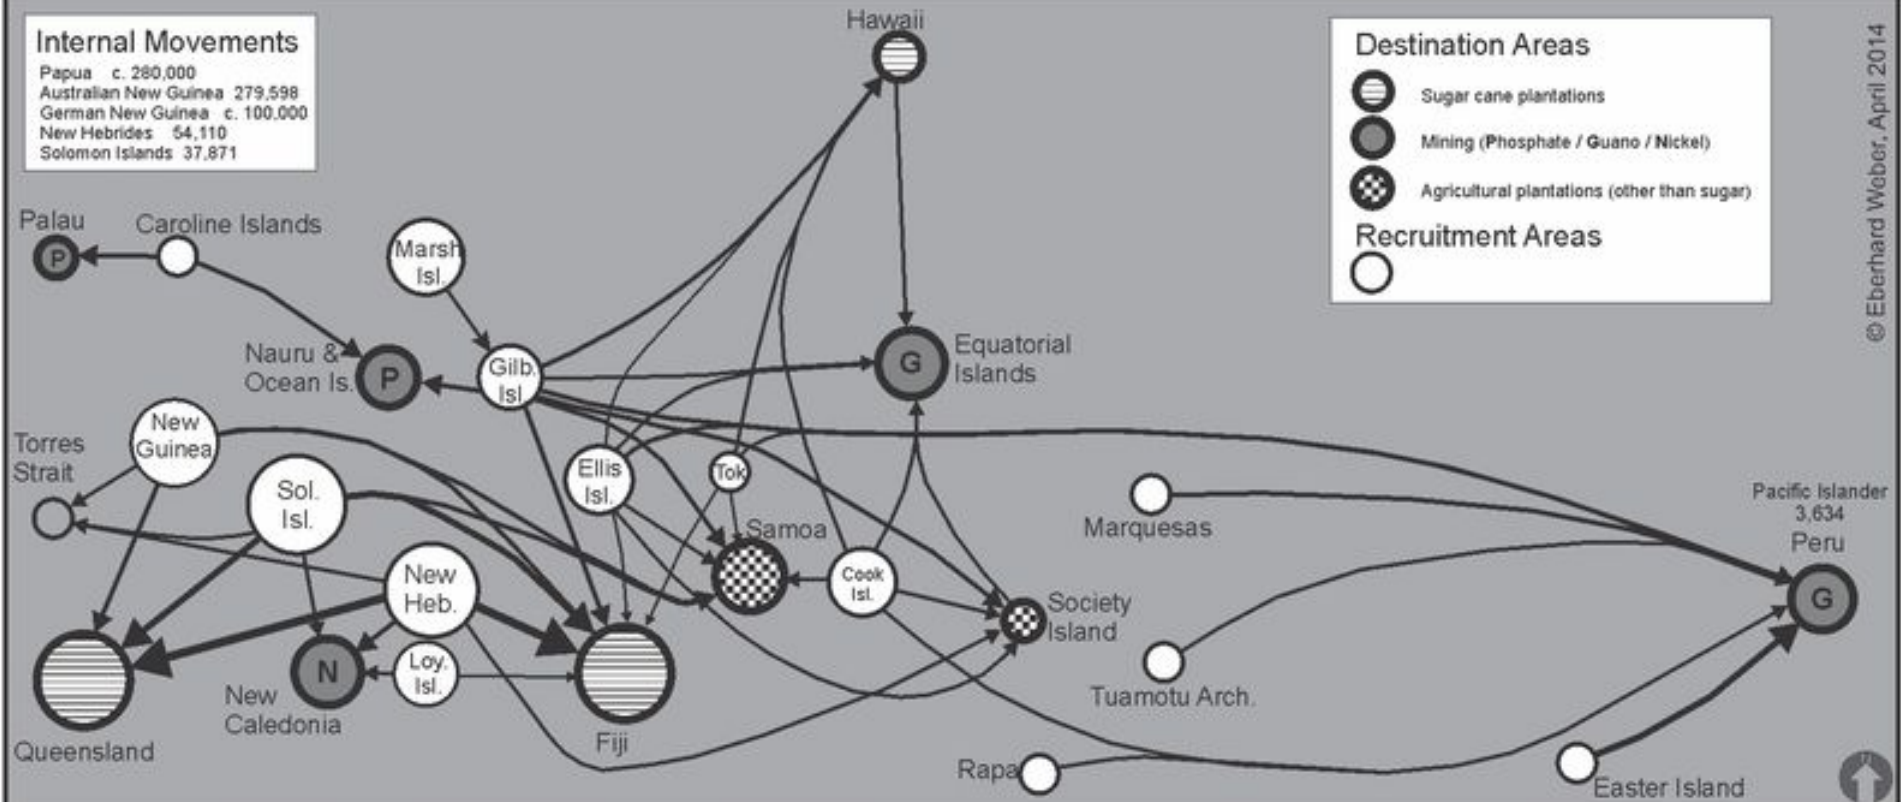 Internal Movements
Papua c. 280,000
Australian New Guinea 279,598
German New Guinea c. 100,000
New Hebrides 54,110
Solomon Islands 37,871
Hawaii
Destination Areas
Sugar cane plantations
Mining (Phosphate / Guano / Nickel)
Agricultural plantations (other than sugar)
Recruitment Areas
© Eberhard Weber, April 2014
Palau
P
Caroline Islands
Marsh
Isl.
Nauru &
Ocean Is.
P
Gilb.
Isl
G
Equatorial
Islands
New
Guinea
Torres
Strait
Sol.
Isl.
Ellis
Isl.
Tok
Samoa
Marquesas
Pacific Islander
3,634
Peru
G
New
Heb.
Cook
Isl.
Society
Island
Loy.
Isl.
N
New
Caledonia
Queensland
Fiji
Tuamotu Arch.
Rapa
Easter Island